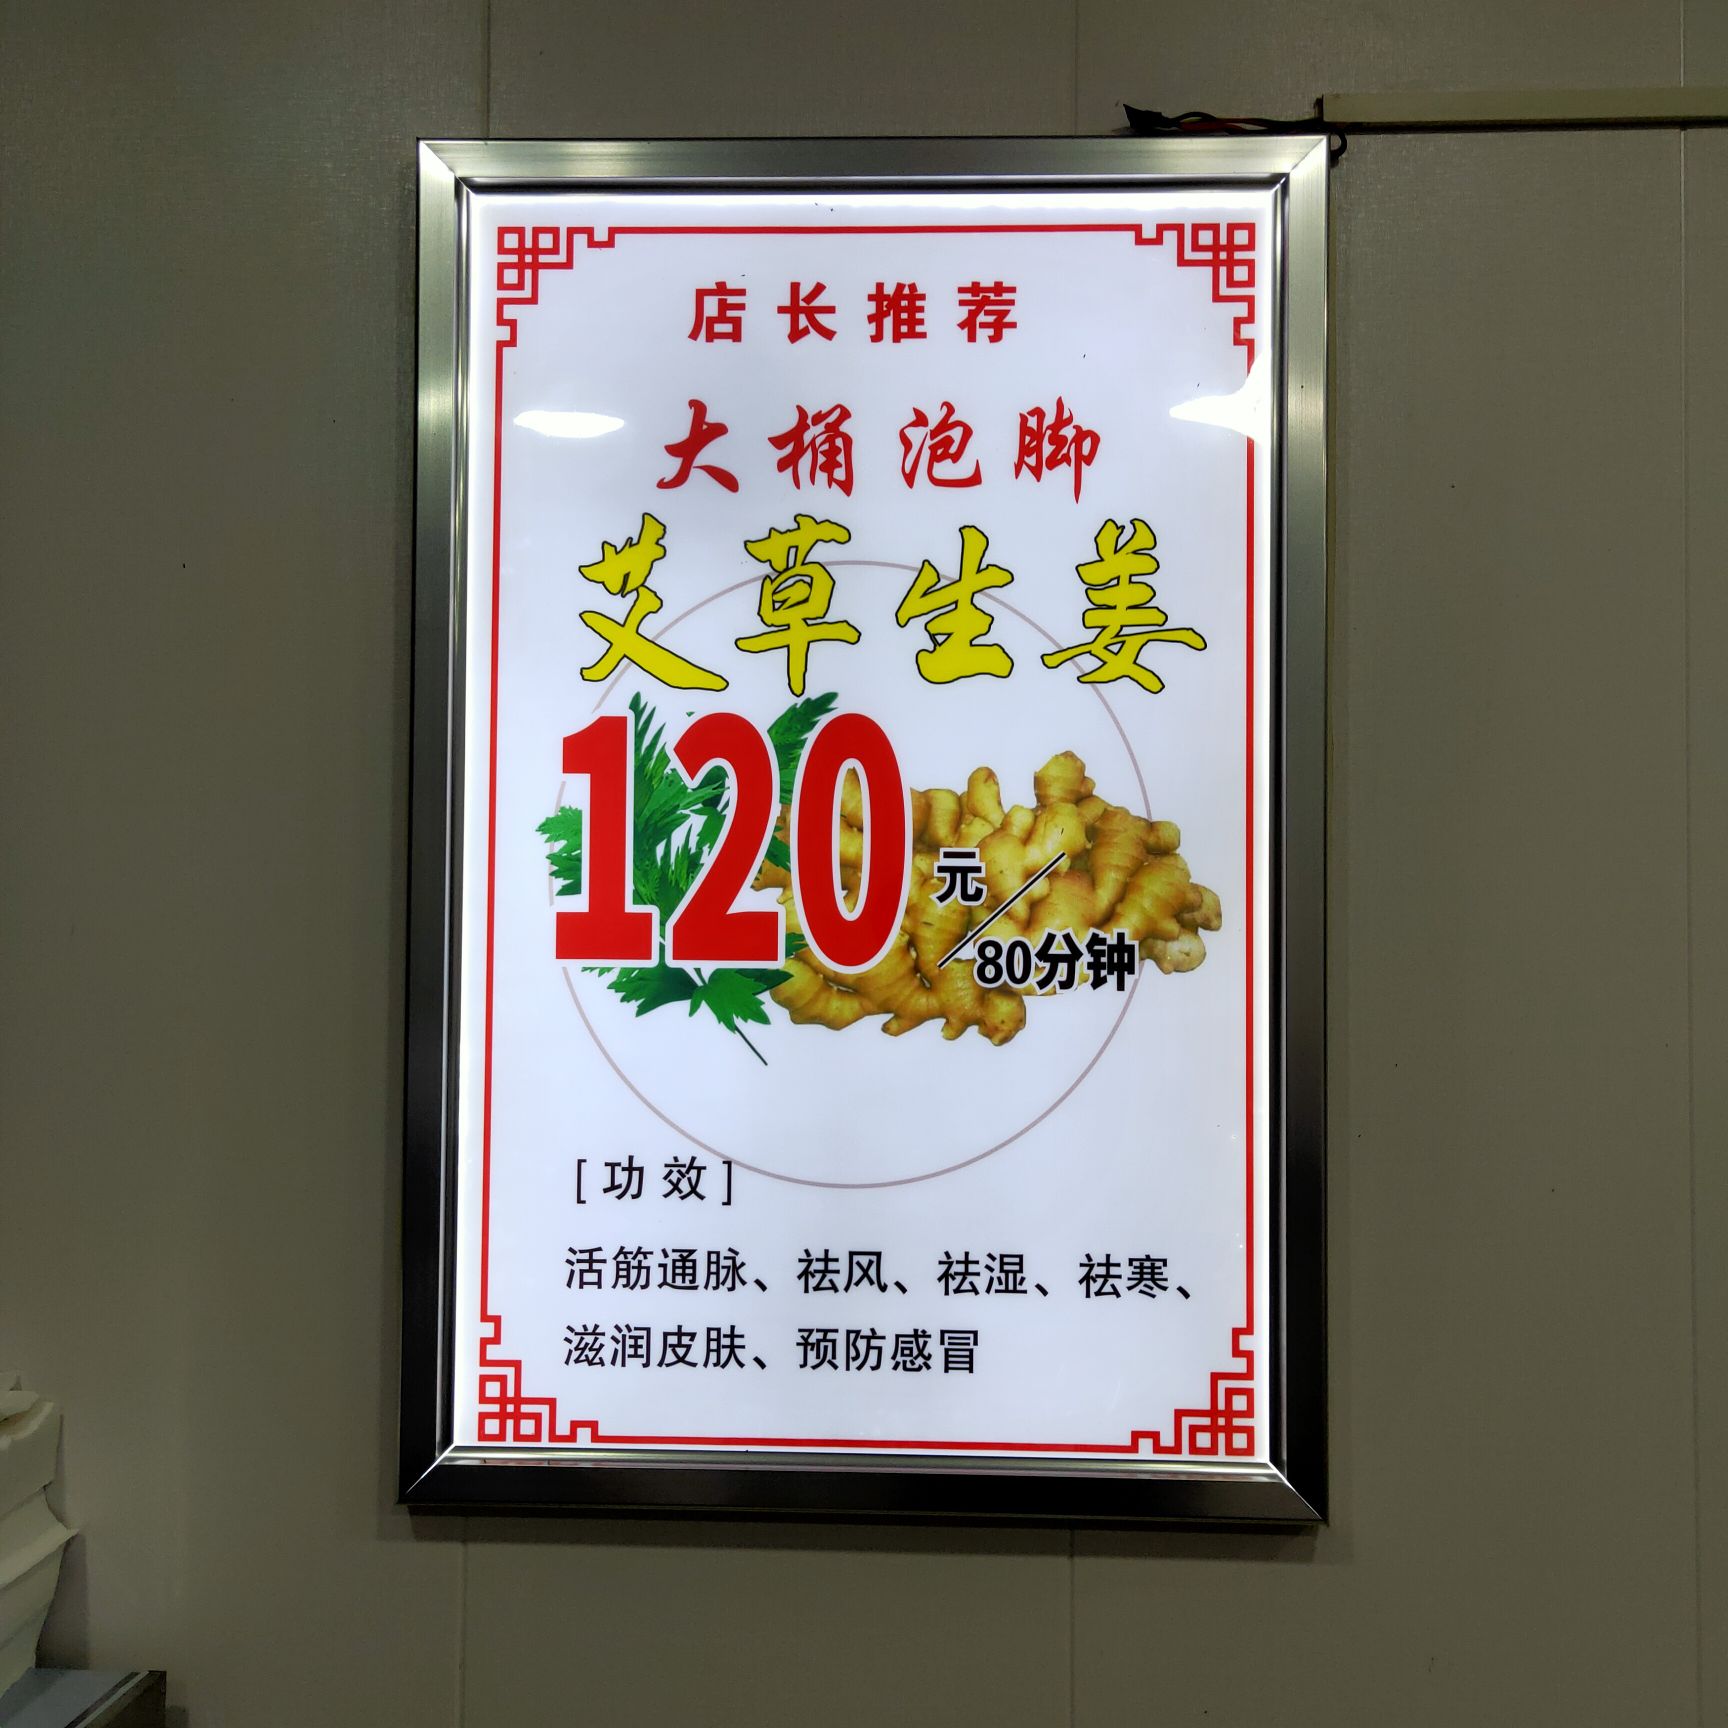 店长推荐
大桶泡脚
艾草生姜
120元/80分钟
[功效]
活筋通脉、祛风、祛湿、祛寒、
滋润皮肤、预防感冒